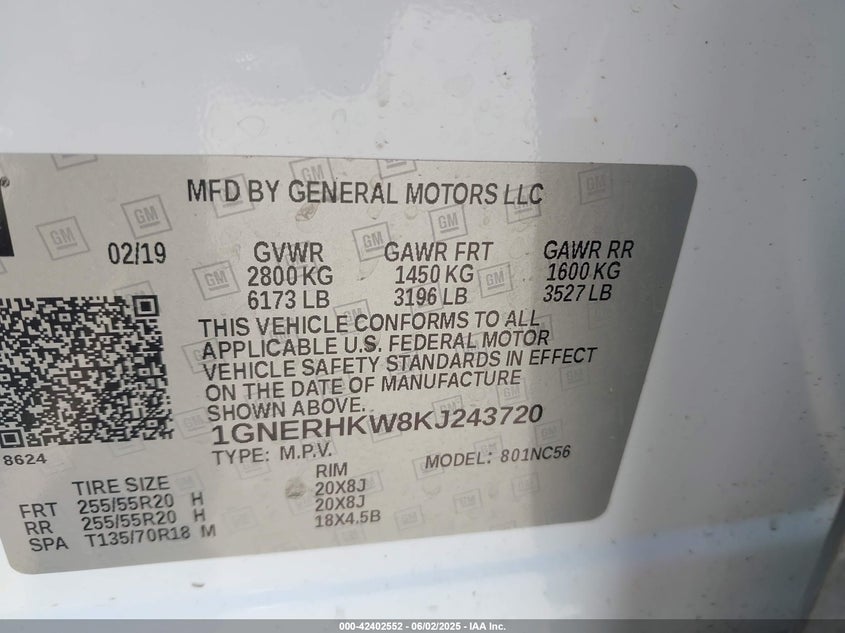 MFD BY GENERAL MOTORS LLC
02/19 GVWR GAWR FRT GAWR RR
2800 KG 1450 KG 1600 KG
6173 LB 3196 LB 3527 LB
THIS VEHICLE CONFORMS TO ALL
APPLICABLE U.S. FEDERAL MOTOR
VEHICLE SAFETY STANDARDS IN EFFECT
ON THE DATE OF MANUFACTURE
SHOWN ABOVE.
1GNERHKW8KJ243720
8624
TYPE: M.P.V. MODEL: 801NC56
TIRE SIZE RIM
FRT 255/55R20 H 20X8J
RR 255/55R20 H 20X8J
SPA T135/70R18 M 18X4.5B
GM
000-42402552 - 06/02/2025 - IAA Inc.